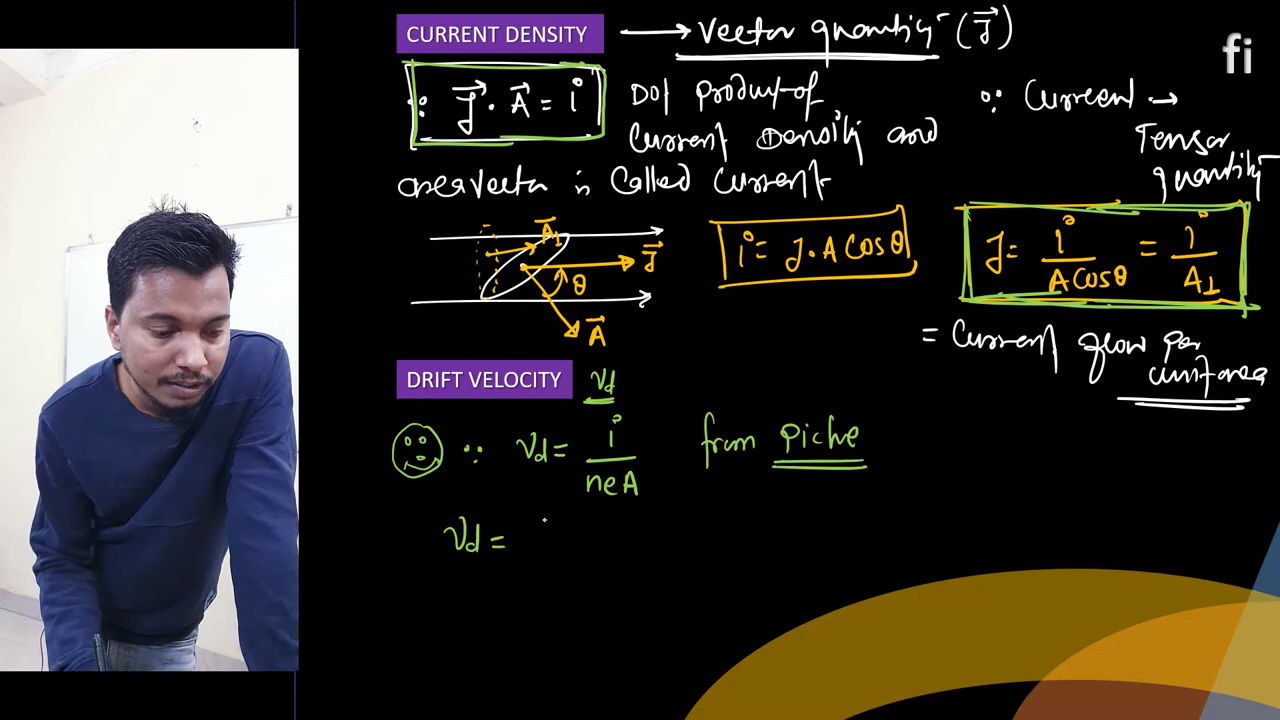 CURRENT DENSITY → Vector quantity (J⃗)
fi
∵ J⃗ · A⃗ = i
Dot product of
Current Density and
area vector is Called Current
∵ Current →
Tensor
quantity
A⃗⊥
J⃗
θ
A⃗
i = J · A Cos θ
J = i / A Cos θ = i / A⊥
= Current flow per
unit area
DRIFT VELOCITY vd
∵ vd = i / neA from piche
vd =